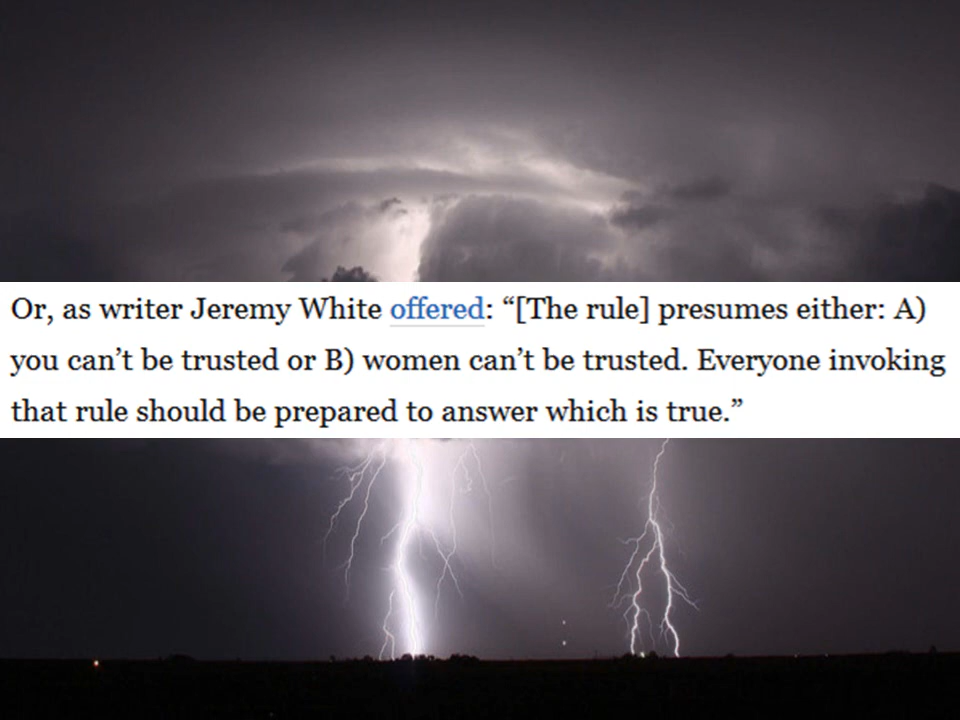 Or, as writer Jeremy White offered: “[The rule] presumes either: A)
you can’t be trusted or B) women can’t be trusted. Everyone invoking
that rule should be prepared to answer which is true.”